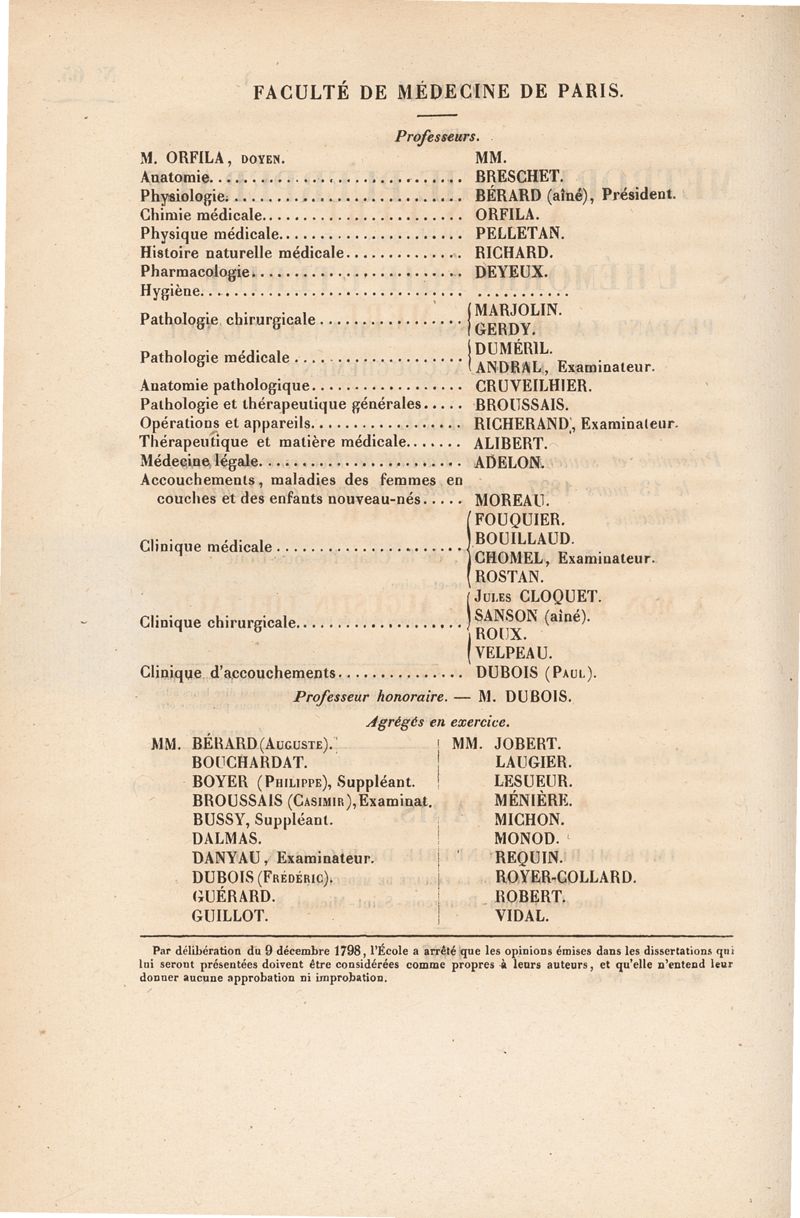 FACULTÉ DE MÉDECINE DE PARIS.
Professeurs.
M. ORFILA, DOYEN. MM.
Anatomie............................ BRESCHET.
Physiologie.......................... BÉRARD (aîné), Président.
Chimie médicale...................... ORFILA.
Physique médicale.................... PELLETAN.
Histoire naturelle médicale............. RICHARD.
Pharmacologie........................ DEYEUX.
Hygiène............................. ...........
Pathologie chirurgicale ................. { MARJOLIN.
GERDY.
Pathologie médicale .................... { DUMÉRIL.
ANDRAL, Examinateur.
Anatomie pathologique.................. CRUVEILHIER.
Pathologie et thérapeutique générales..... BROUSSAIS.
Opérations et appareils................. RICHERAND, Examinateur.
Thérapeutique et matière médicale....... ALIBERT.
Médecine légale........................ ADELON.
Accouchements, maladies des femmes en
couches et des enfants nouveau-nés..... MOREAU.
Clinique médicale ...................... { FOUQUIER.
BOUILLAUD.
CHOMEL, Examinateur.
ROSTAN.
Clinique chirurgicale.................... { JULES CLOQUET.
SANSON (aîné).
ROUX.
VELPEAU.
Clinique d'accouchements............... DUBOIS (PAUL).
Professeur honoraire. — M. DUBOIS.
Agrégés en exercice.
MM. BÉRARD (AUGUSTE).
BOUCHARDAT.
BOYER (PHILIPPE), Suppléant.
BROUSSAIS (CASIMIR), Examinat.
BUSSY, Suppléant.
DALMAS.
DANYAU, Examinateur.
DUBOIS (FRÉDÉRIC).
GUÉRARD.
GUILLOT.
MM. JOBERT.
LAUGIER.
LESUEUR.
MÉNIÈRE.
MICHON.
MONOD.
REQUIN.
ROYER-COLLARD.
ROBERT.
VIDAL.
Par délibération du 9 décembre 1798, l'École a arrêté que les opinions émises dans les dissertations qui
lui seront présentées doivent être considérées comme propres à leurs auteurs, et qu'elle n'entend leur
donner aucune approbation ni improbation.